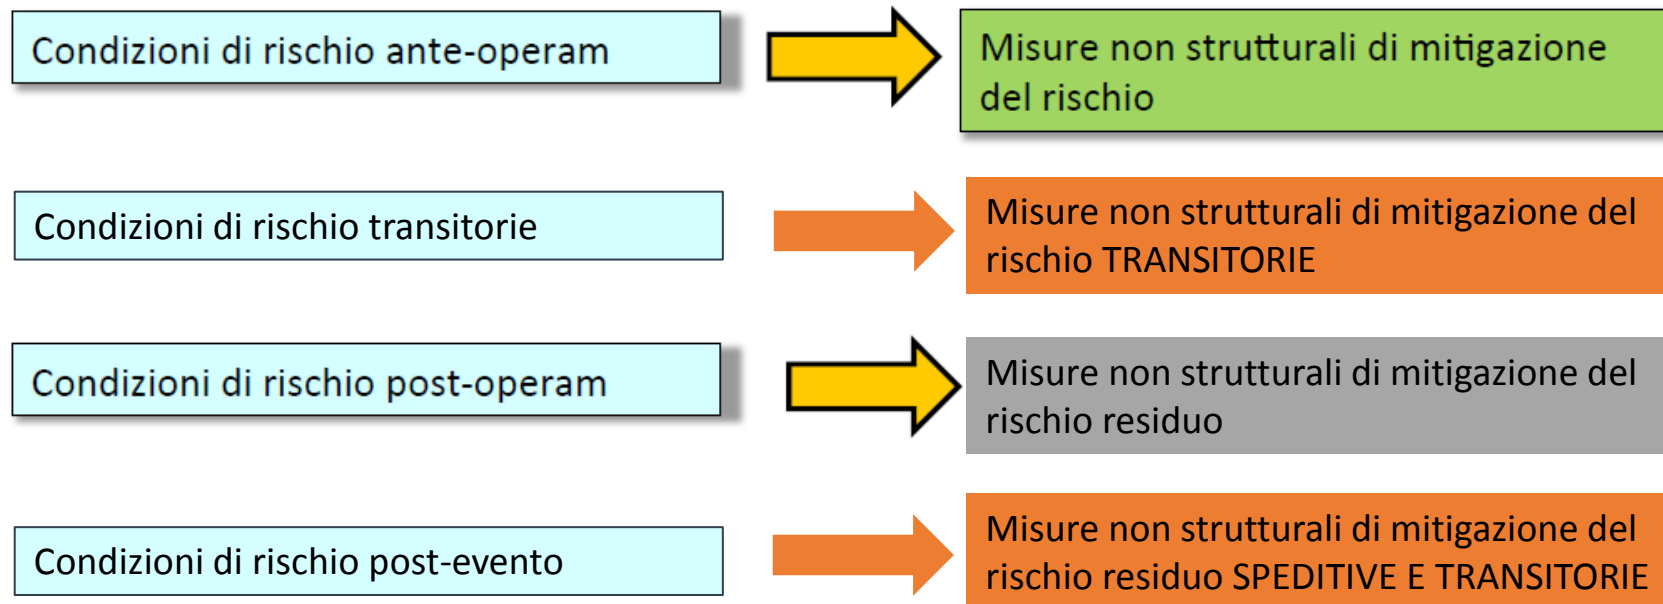 Condizioni di rischio ante-operam
Misure non strutturali di mitigazione
del rischio
Condizioni di rischio transitorie
Misure non strutturali di mitigazione del
rischio TRANSITORIE
Condizioni di rischio post-operam
Misure non strutturali di mitigazione del
rischio residuo
Condizioni di rischio post-evento
Misure non strutturali di mitigazione del
rischio residuo SPEDITIVE E TRANSITORIE